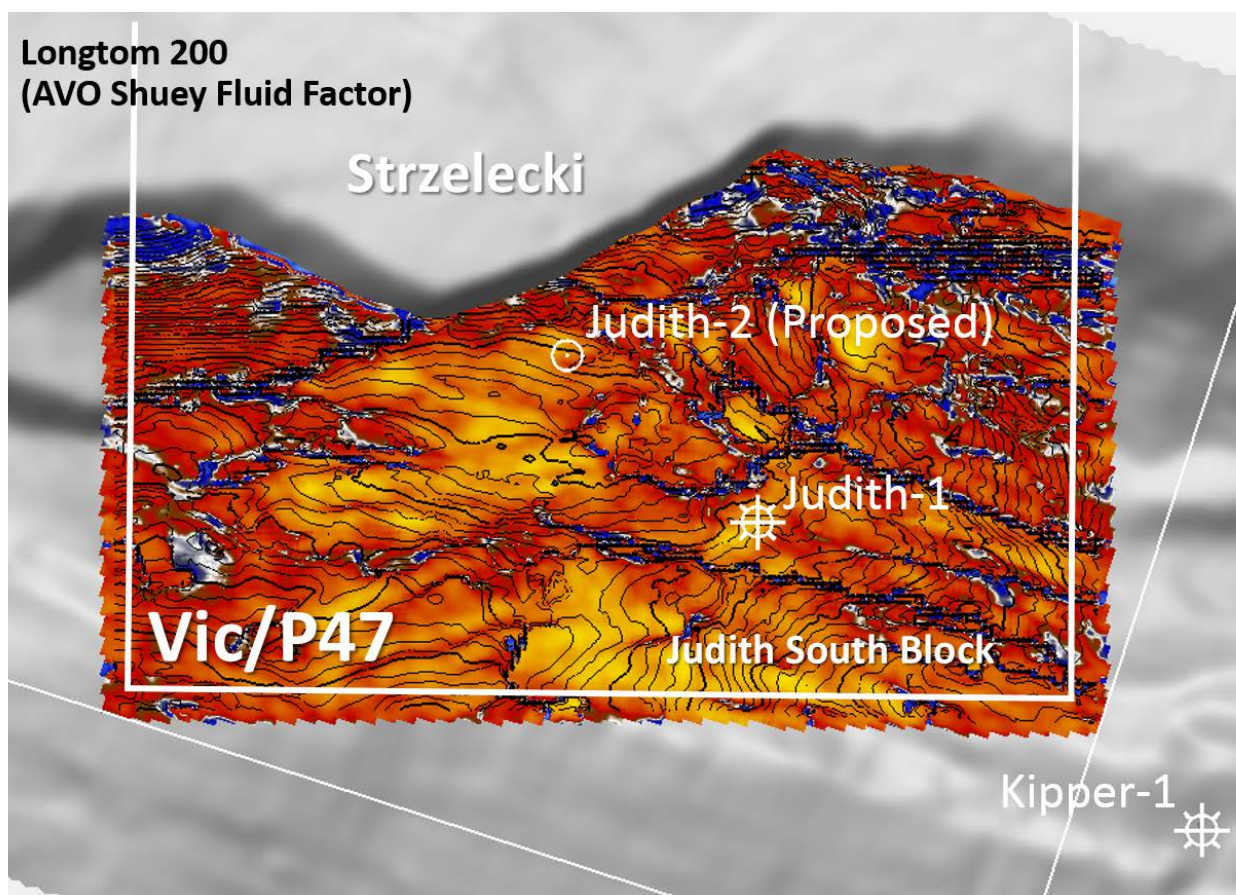 Longtom 200
(AVO Shuey Fluid Factor)
Strzelecki
Judith-2 (Proposed)
Judith-1
Vic/P47
Judith South Block
Kipper-1